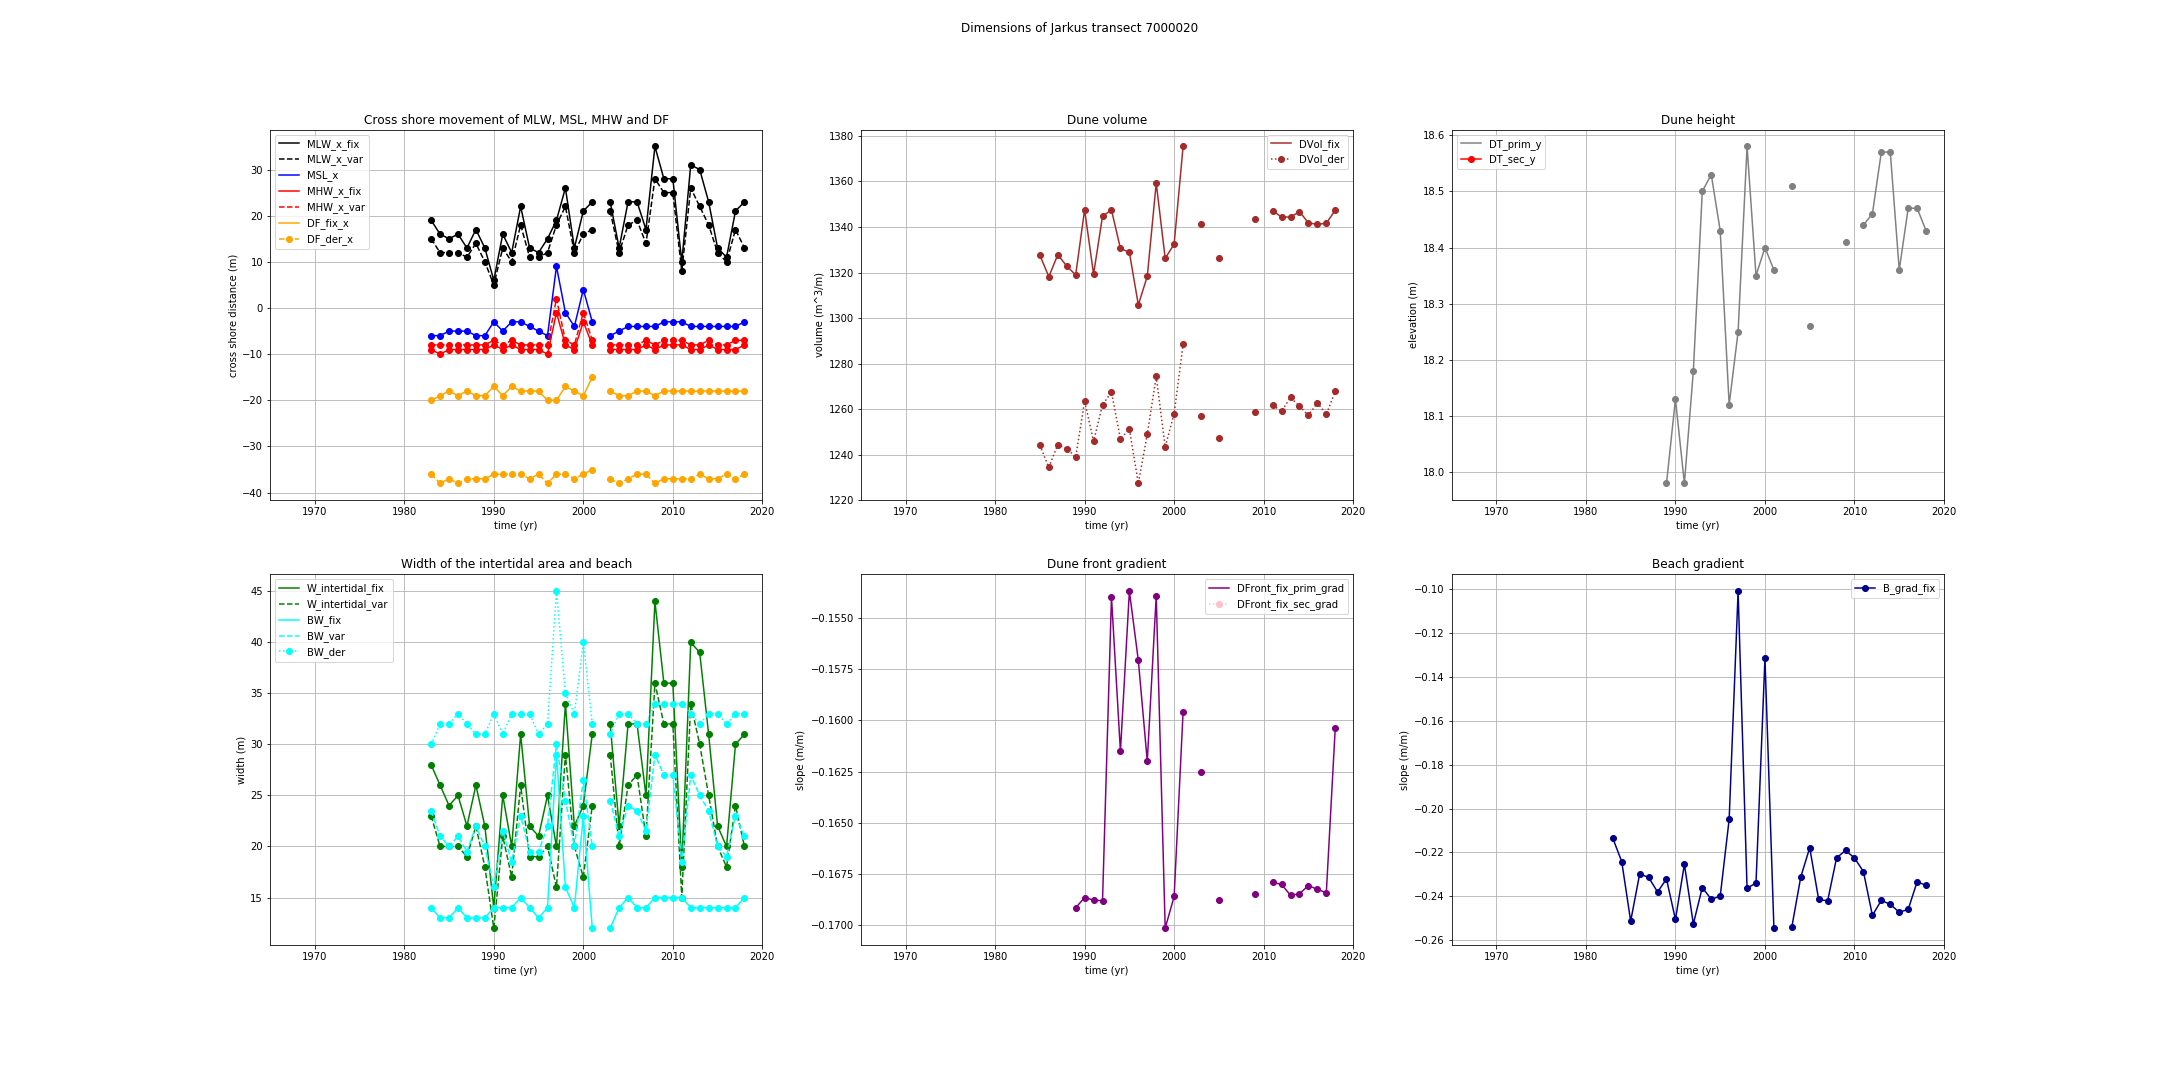 Dimensions of Jarkus transect 7000020
Cross shore movement of MLW, MSL, MHW and DF
MLW_x_fix
MLW_x_var
MSL_x
MHW_x_fix
MHW_x_var
DF_fix_x
DF_der_x
cross shore distance (m)
30
20
10
0
−10
−20
−30
−40
1970 1980 1990 2000 2010 2020
time (yr)
Dune volume
DVol_fix
DVol_der
volume (m^3/m)
1380
1360
1340
1320
1300
1280
1260
1240
1220
1970 1980 1990 2000 2010 2020
time (yr)
Dune height
DT_prim_y
DT_sec_y
elevation (m)
18.6
18.5
18.4
18.3
18.2
18.1
18.0
1970 1980 1990 2000 2010 2020
time (yr)
Width of the intertidal area and beach
W_intertidal_fix
W_intertidal_var
BW_fix
BW_var
BW_der
width (m)
45
40
35
30
25
20
15
1970 1980 1990 2000 2010 2020
time (yr)
Dune front gradient
DFront_fix_prim_grad
DFront_fix_sec_grad
slope (m/m)
−0.1550
−0.1575
−0.1600
−0.1625
−0.1650
−0.1675
−0.1700
1970 1980 1990 2000 2010 2020
time (yr)
Beach gradient
B_grad_fix
slope (m/m)
−0.10
−0.12
−0.14
−0.16
−0.18
−0.20
−0.22
−0.24
−0.26
1970 1980 1990 2000 2010 2020
time (yr)